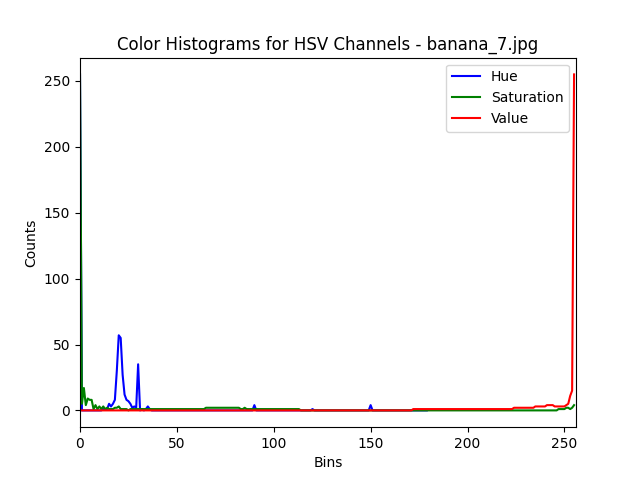 Color Histograms for HSV Channels - banana_7.jpg
Hue
Saturation
Value
Counts
250
200
150
100
50
0
0 50 100 150 200 250
Bins